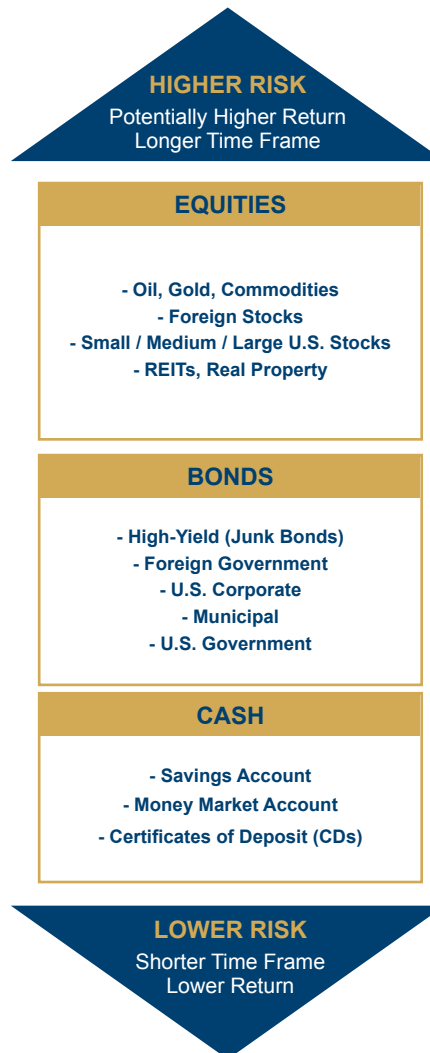 HIGHER RISK
Potentially Higher Return
Longer Time Frame
EQUITIES
- Oil, Gold, Commodities
- Foreign Stocks
- Small / Medium / Large U.S. Stocks
- REITs, Real Property
BONDS
- High-Yield (Junk Bonds)
- Foreign Government
- U.S. Corporate
- Municipal
- U.S. Government
CASH
- Savings Account
- Money Market Account
- Certificates of Deposit (CDs)
LOWER RISK
Shorter Time Frame
Lower Return